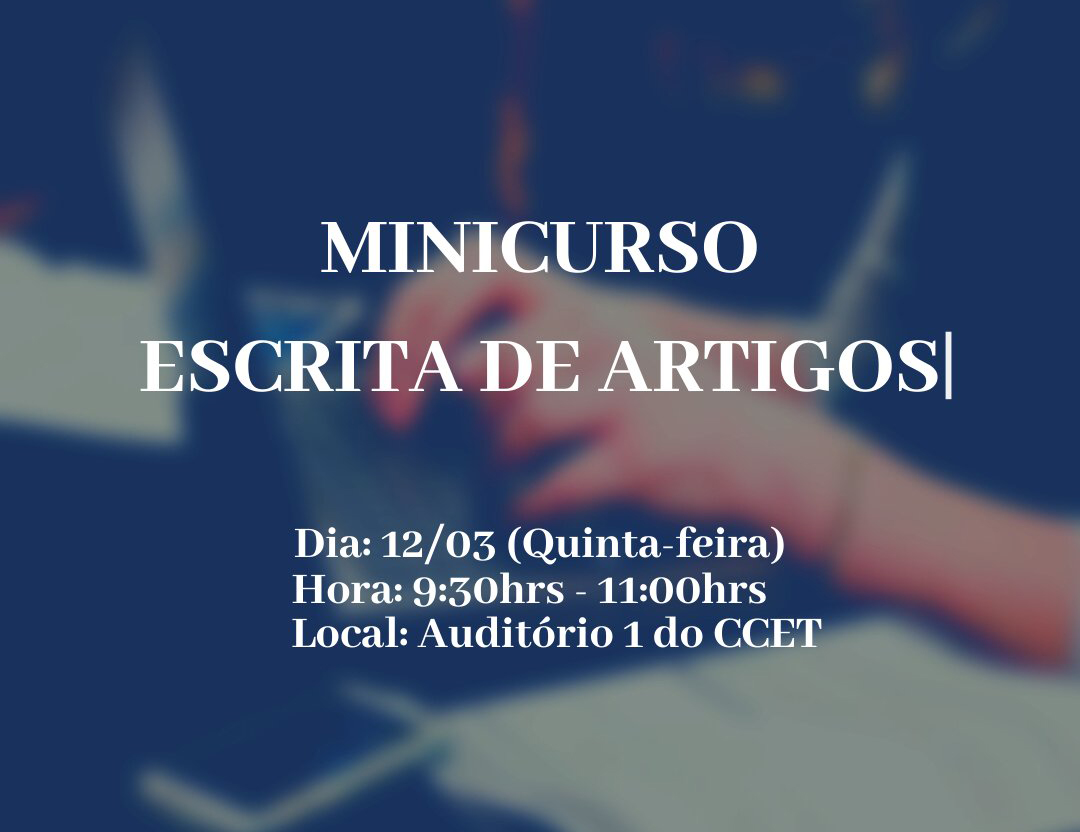 MINICURSO
ESCRITA DE ARTIGOS|
Dia: 12/03 (Quinta-feira)
Hora: 9:30hrs - 11:00hrs
Local: Auditório 1 do CCET